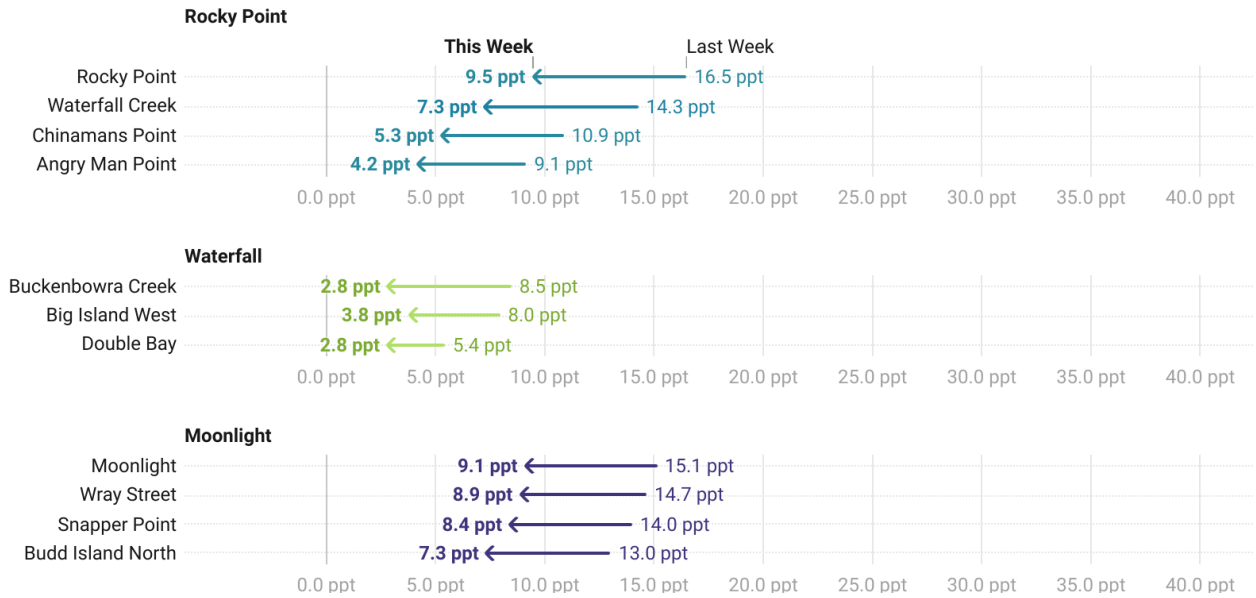 Rocky Point
This Week Last Week
Rocky Point 9.5 ppt 16.5 ppt
Waterfall Creek 7.3 ppt 14.3 ppt
Chinamans Point 5.3 ppt 10.9 ppt
Angry Man Point 4.2 ppt 9.1 ppt
0.0 ppt 5.0 ppt 10.0 ppt 15.0 ppt 20.0 ppt 25.0 ppt 30.0 ppt 35.0 ppt 40.0 ppt
Waterfall
Buckenbowra Creek 2.8 ppt 8.5 ppt
Big Island West 3.8 ppt 8.0 ppt
Double Bay 2.8 ppt 5.4 ppt
0.0 ppt 5.0 ppt 10.0 ppt 15.0 ppt 20.0 ppt 25.0 ppt 30.0 ppt 35.0 ppt 40.0 ppt
Moonlight
Moonlight 9.1 ppt 15.1 ppt
Wray Street 8.9 ppt 14.7 ppt
Snapper Point 8.4 ppt 14.0 ppt
Budd Island North 7.3 ppt 13.0 ppt
0.0 ppt 5.0 ppt 10.0 ppt 15.0 ppt 20.0 ppt 25.0 ppt 30.0 ppt 35.0 ppt 40.0 ppt